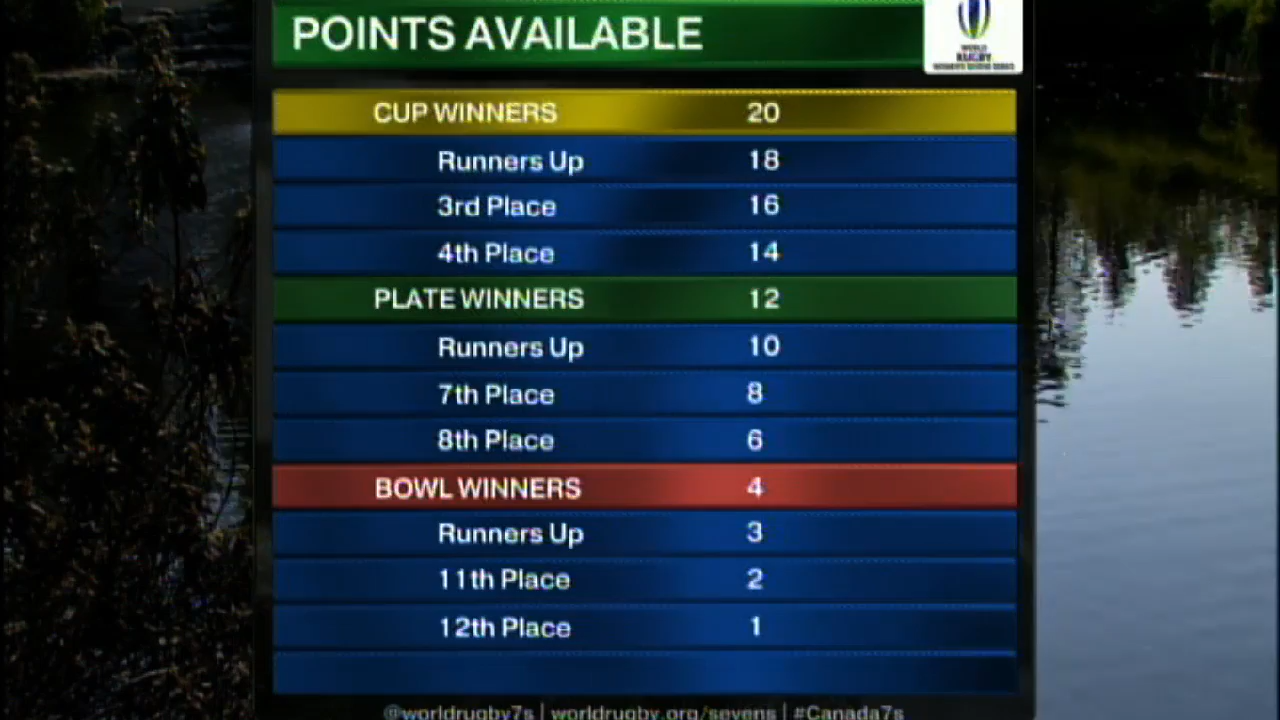 POINTS AVAILABLE
WORLD
RUGBY
CUP WINNERS 20
Runners Up 18
3rd Place 16
4th Place 14
PLATE WINNERS 12
Runners Up 10
7th Place 8
8th Place 6
BOWL WINNERS 4
Runners Up 3
11th Place 2
12th Place 1
@worldrugby7s | worldrugby.org/sevens | #Canada7s